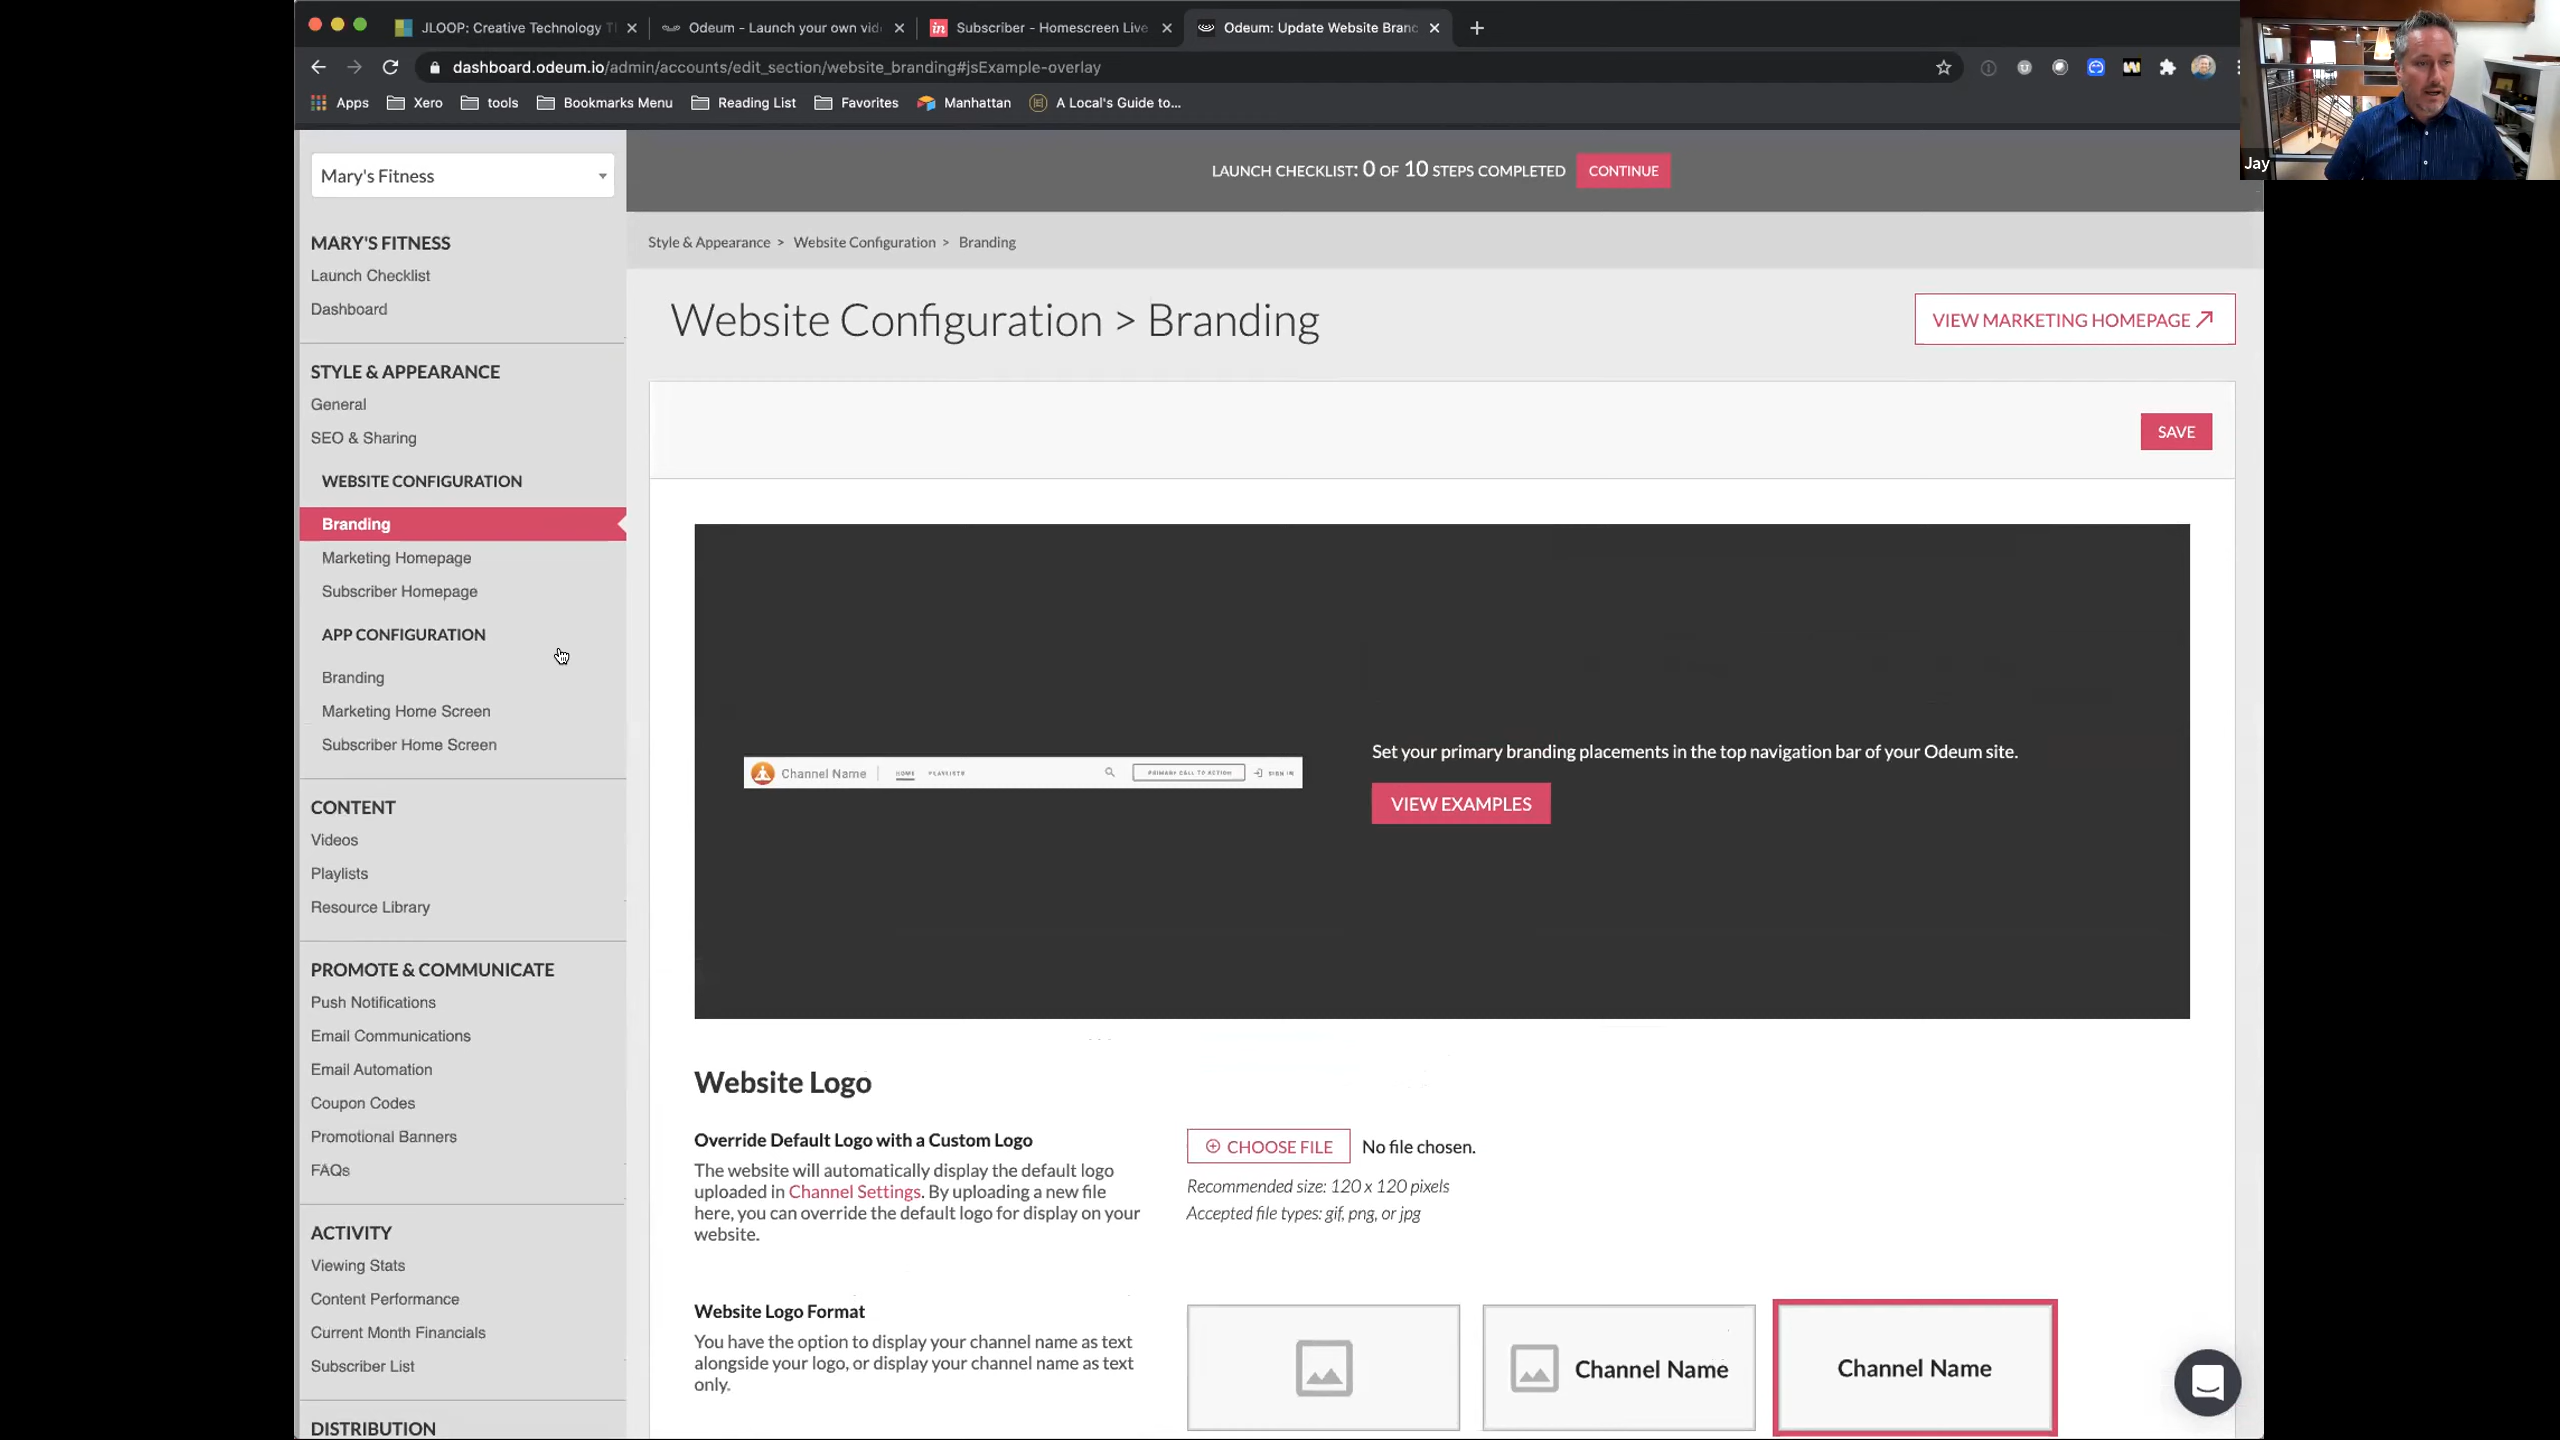 JLOOP: Creative Technology T
Odeum - Launch your own vid
in Subscriber - Homescreen Live
Odeum: Update Website Branc
dashboard.odeum.io/admin/accounts/edit_section/website_branding#jsExample-overlay
Apps Xero tools Bookmarks Menu Reading List Favorites Manhattan A Local's Guide to...
Jay
Mary's Fitness
LAUNCH CHECKLIST: 0 OF 10 STEPS COMPLETED CONTINUE
MARY'S FITNESS
Launch Checklist
Dashboard
STYLE & APPEARANCE
General
SEO & Sharing
WEBSITE CONFIGURATION
Branding
Marketing Homepage
Subscriber Homepage
APP CONFIGURATION
Branding
Marketing Home Screen
Subscriber Home Screen
CONTENT
Videos
Playlists
Resource Library
PROMOTE & COMMUNICATE
Push Notifications
Email Communications
Email Automation
Coupon Codes
Promotional Banners
FAQs
ACTIVITY
Viewing Stats
Content Performance
Current Month Financials
Subscriber List
DISTRIBUTION
Style & Appearance > Website Configuration > Branding
Website Configuration > Branding
VIEW MARKETING HOMEPAGE
SAVE
Channel Name HOME PLAYLISTS PRIMARY CALL TO ACTION SIGN IN
Set your primary branding placements in the top navigation bar of your Odeum site.
VIEW EXAMPLES
Website Logo
Override Default Logo with a Custom Logo
The website will automatically display the default logo
uploaded in Channel Settings. By uploading a new file
here, you can override the default logo for display on your
website.
CHOOSE FILE No file chosen.
Recommended size: 120 x 120 pixels
Accepted file types: gif, png, or jpg
Website Logo Format
You have the option to display your channel name as text
alongside your logo, or display your channel name as text
only.
Channel Name
Channel Name